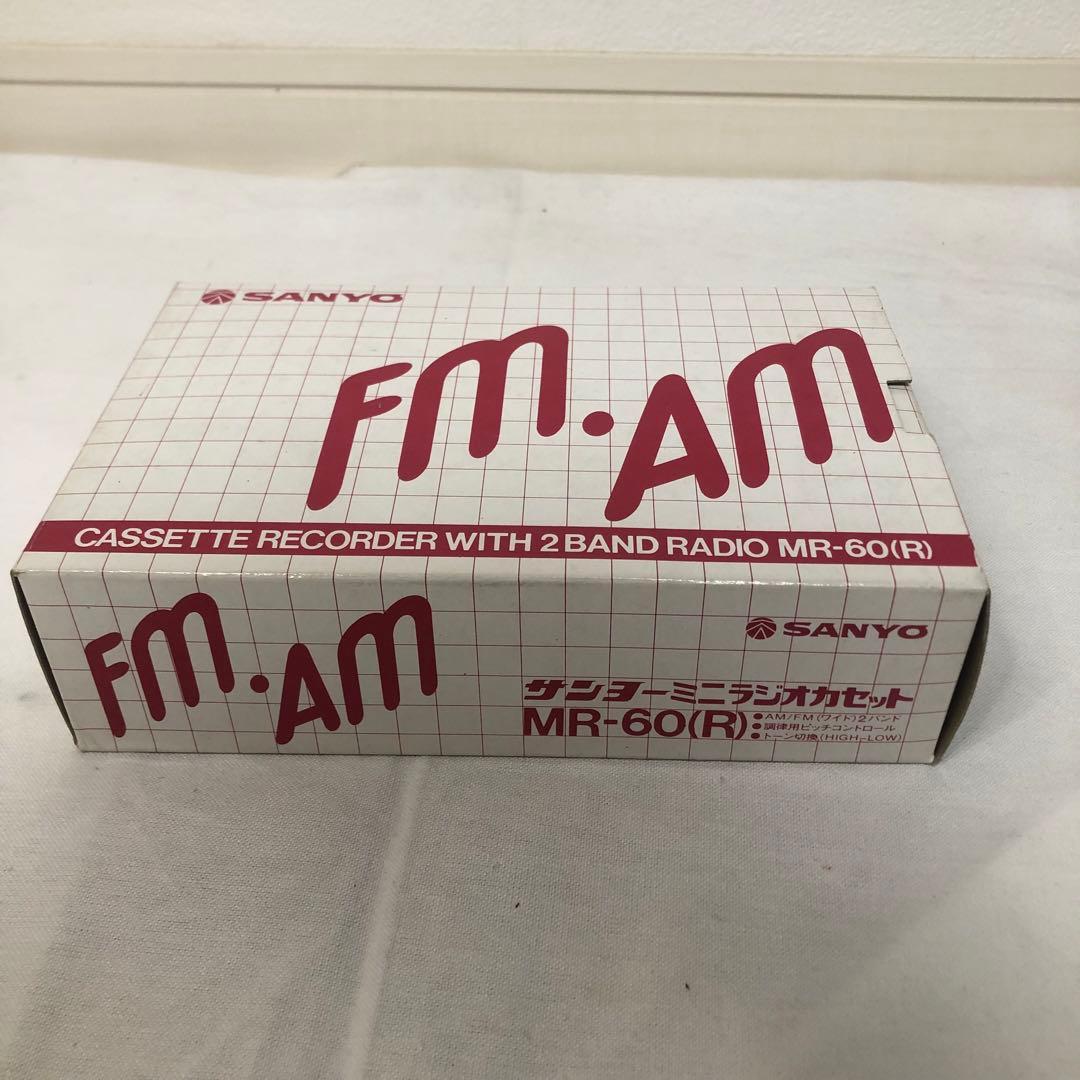 SANYO
FM・AM
CASSETTE RECORDER WITH 2 BAND RADIO MR-60(R)
FM・AM
SANYO
サンヨーミニラジオカセット
MR-60(R)
●AM/FM(ワイド)2バンド
●調律用ピッチコントロール
●トーン切換(HIGH-LOW)